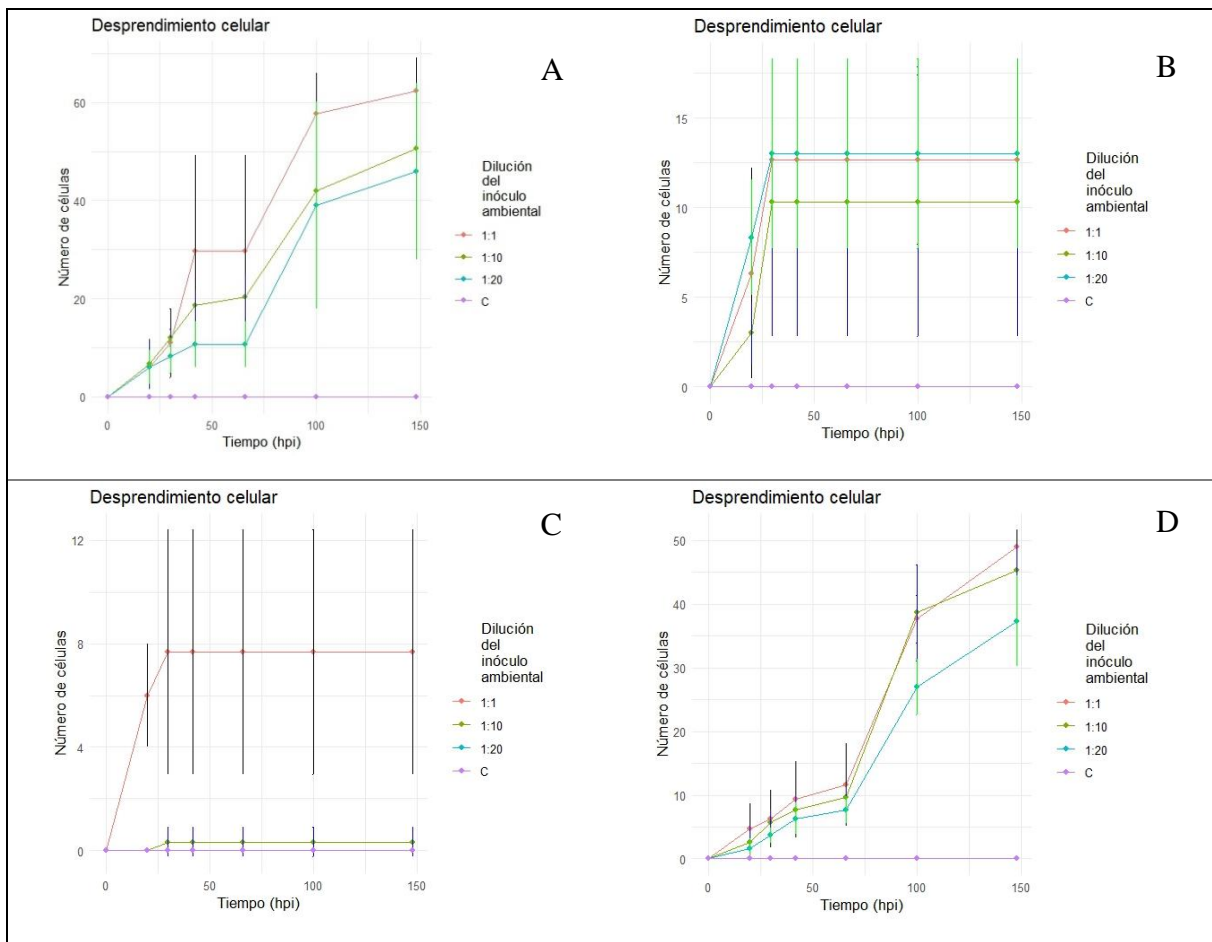 Desprendimiento celular
A
Número de células
60
40
20
0
0
50
100
150
Tiempo (hpi)
Dilución
del
inóculo
ambiental
1:1
1:10
1:20
C
Desprendimiento celular
B
Número de células
15
10
5
0
0
50
100
150
Tiempo (hpi)
Dilución
del
inóculo
ambiental
1:1
1:10
1:20
C
Desprendimiento celular
C
Número de células
12
8
4
0
0
50
100
150
Tiempo (hpi)
Dilución
del
inóculo
ambiental
1:1
1:10
1:20
C
Desprendimiento celular
D
Número de células
50
40
30
20
10
0
0
50
100
150
Tiempo (hpi)
Dilución
del
inóculo
ambiental
1:1
1:10
1:20
C